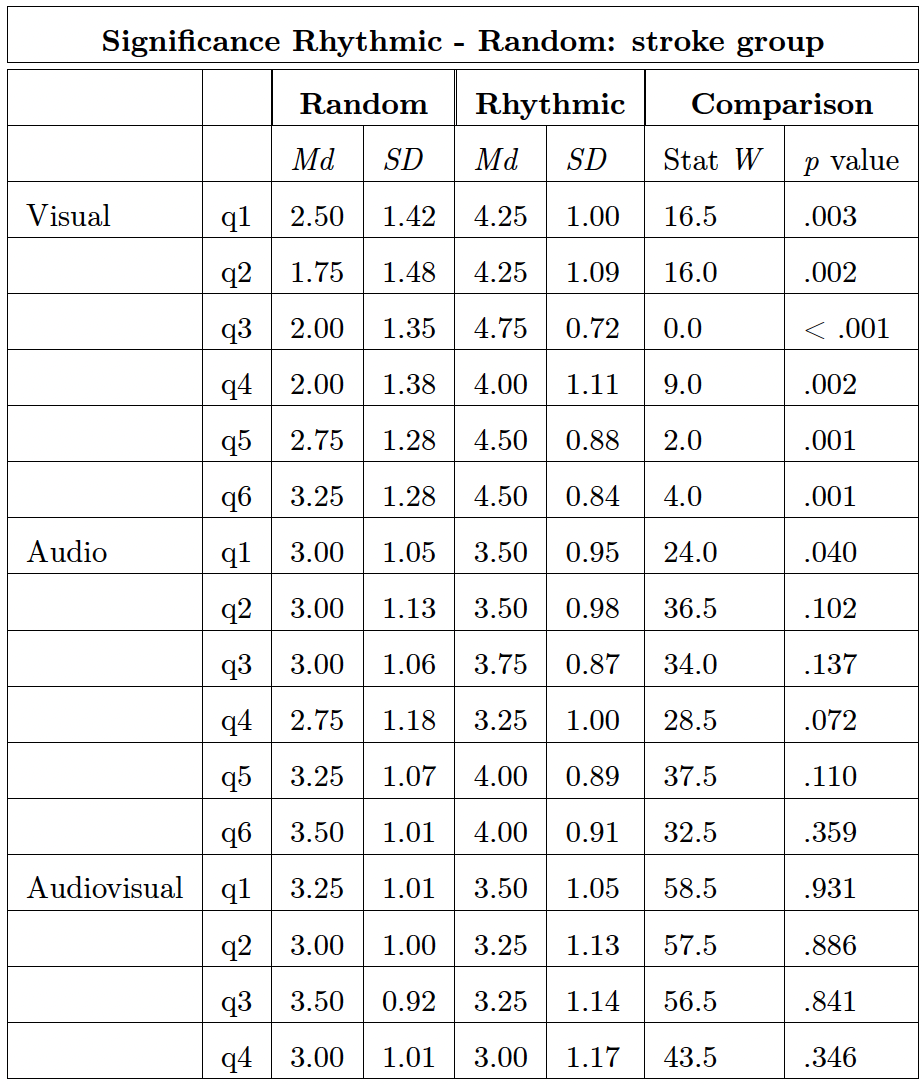 Significance Rhythmic - Random: stroke group
Random Rhythmic Comparison
Md SD Md SD Stat W p value
Visual q1 2.50 1.42 4.25 1.00 16.5 .003
q2 1.75 1.48 4.25 1.09 16.0 .002
q3 2.00 1.35 4.75 0.72 0.0 < .001
q4 2.00 1.38 4.00 1.11 9.0 .002
q5 2.75 1.28 4.50 0.88 2.0 .001
q6 3.25 1.28 4.50 0.84 4.0 .001
Audio q1 3.00 1.05 3.50 0.95 24.0 .040
q2 3.00 1.13 3.50 0.98 36.5 .102
q3 3.00 1.06 3.75 0.87 34.0 .137
q4 2.75 1.18 3.25 1.00 28.5 .072
q5 3.25 1.07 4.00 0.89 37.5 .110
q6 3.50 1.01 4.00 0.91 32.5 .359
Audiovisual q1 3.25 1.01 3.50 1.05 58.5 .931
q2 3.00 1.00 3.25 1.13 57.5 .886
q3 3.50 0.92 3.25 1.14 56.5 .841
q4 3.00 1.01 3.00 1.17 43.5 .346